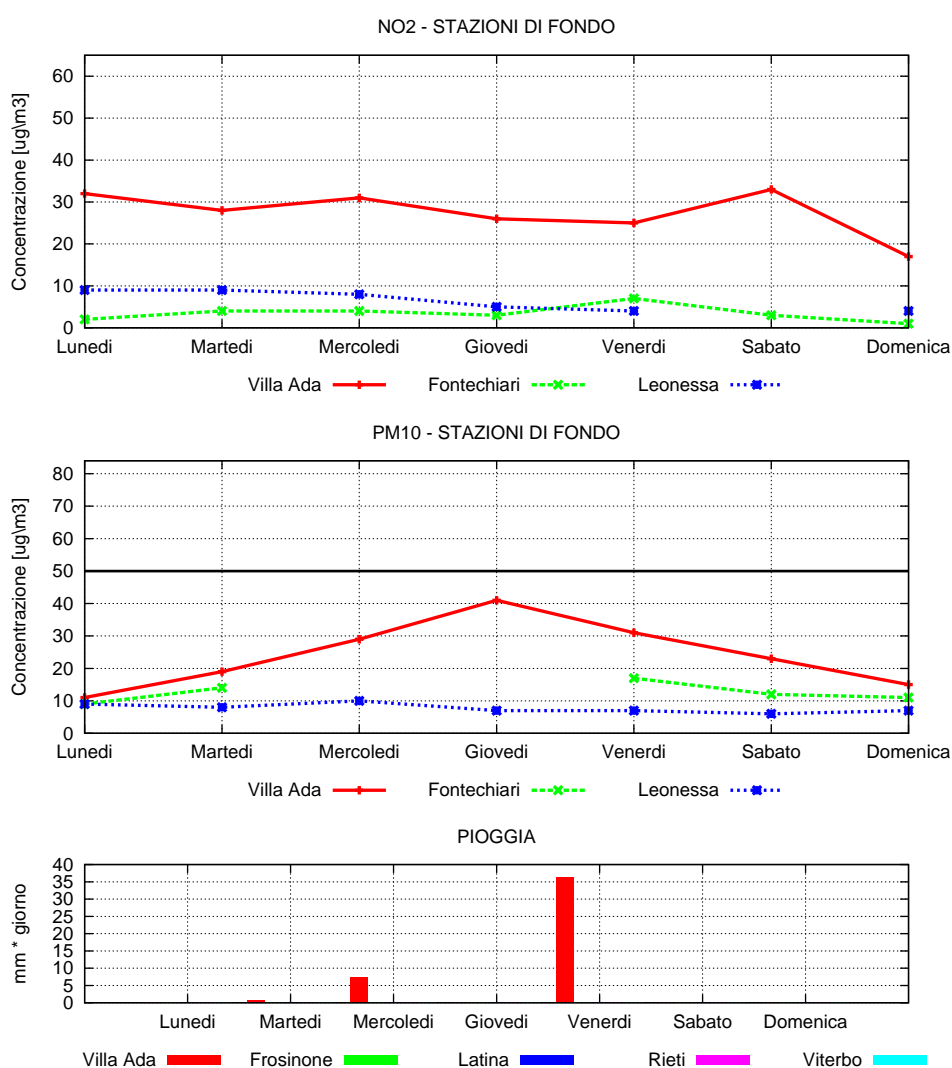 NO2 - STAZIONI DI FONDO
Concentrazione [ug\m3]
60
50
40
30
20
10
0
Lunedi Martedi Mercoledi Giovedi Venerdi Sabato Domenica
Villa Ada Fontechiari Leonessa
PM10 - STAZIONI DI FONDO
Concentrazione [ug\m3]
80
70
60
50
40
30
20
10
0
Lunedi Martedi Mercoledi Giovedi Venerdi Sabato Domenica
Villa Ada Fontechiari Leonessa
PIOGGIA
mm * giorno
40
35
30
25
20
15
10
5
0
Lunedi Martedi Mercoledi Giovedi Venerdi Sabato Domenica
Villa Ada Frosinone Latina Rieti Viterbo